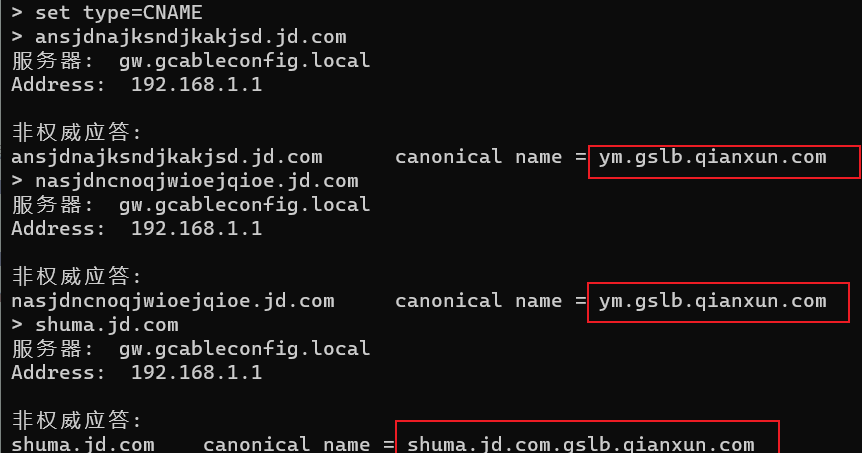 > set type=CNAME
> ansjdnajksndjkakjsd.jd.com
服务器:  gw.gcableconfig.local
Address:  192.168.1.1

非权威应答:
ansjdnajksndjkakjsd.jd.com      canonical name = ym.gslb.qianxun.com
> nasjdncnoqjwioejqioe.jd.com
服务器:  gw.gcableconfig.local
Address:  192.168.1.1

非权威应答:
nasjdncnoqjwioejqioe.jd.com     canonical name = ym.gslb.qianxun.com
> shuma.jd.com
服务器:  gw.gcableconfig.local
Address:  192.168.1.1

非权威应答:
shuma.jd.com    canonical name = shuma.jd.com.gslb.qianxun.com